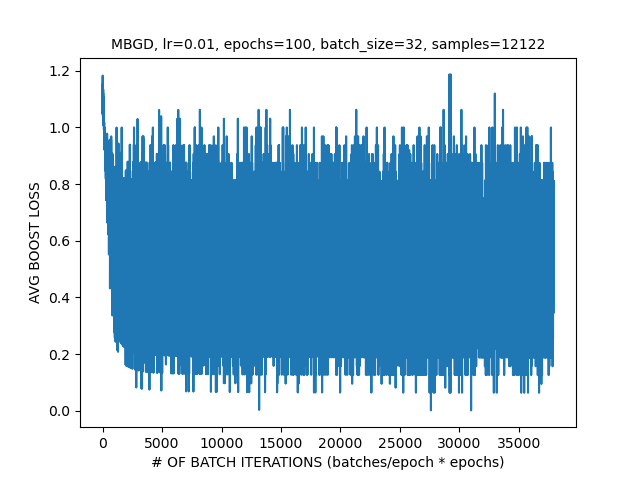 MBGD, lr=0.01, epochs=100, batch_size=32, samples=12122
AVG BOOST LOSS
1.2
1.0
0.8
0.6
0.4
0.2
0.0
0 5000 10000 15000 20000 25000 30000 35000
# OF BATCH ITERATIONS (batches/epoch * epochs)